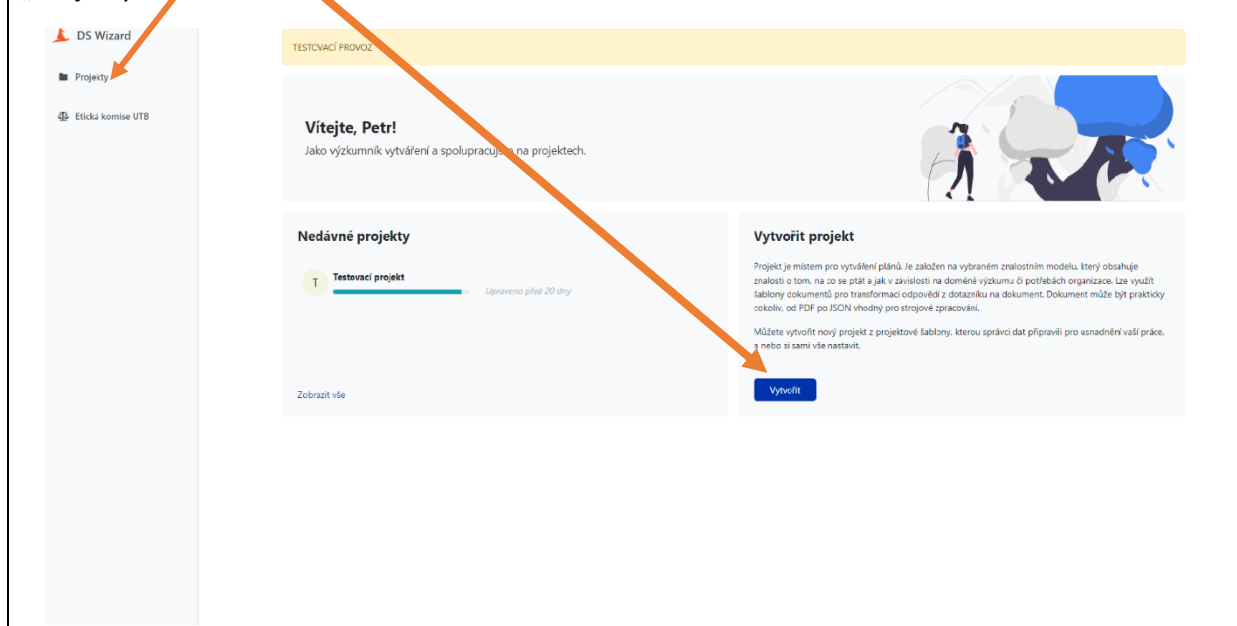 DS Wizard
Projekty
Etická komise UTB
TESTOVACÍ PROVOZ
Vítejte, Petr!
Jako výzkumník vytváření a spolupracujete na projektech.
Nedávné projekty
T
Testovací projekt
Upraveno před 20 dny
Zobrazit vše
Vytvořit projekt
Projekt je místem pro vytváření plánů. Je založen na vybraném znalostním modelu, který obsahuje
znalosti o tom, na co se ptát a jak v závislosti na doméně výzkumu či potřebách organizace. Lze využít
šablony dokumentů pro transformaci odpovědí z dotazníku na dokument. Dokument může být prakticky
cokoliv, od PDF po JSON vhodný pro strojové zpracování.
Můžete vytvořit nový projekt z projektové šablony, kterou správci dat připravili pro usnadnění vaší práce,
a nebo si sami vše nastavit.
Vytvořit